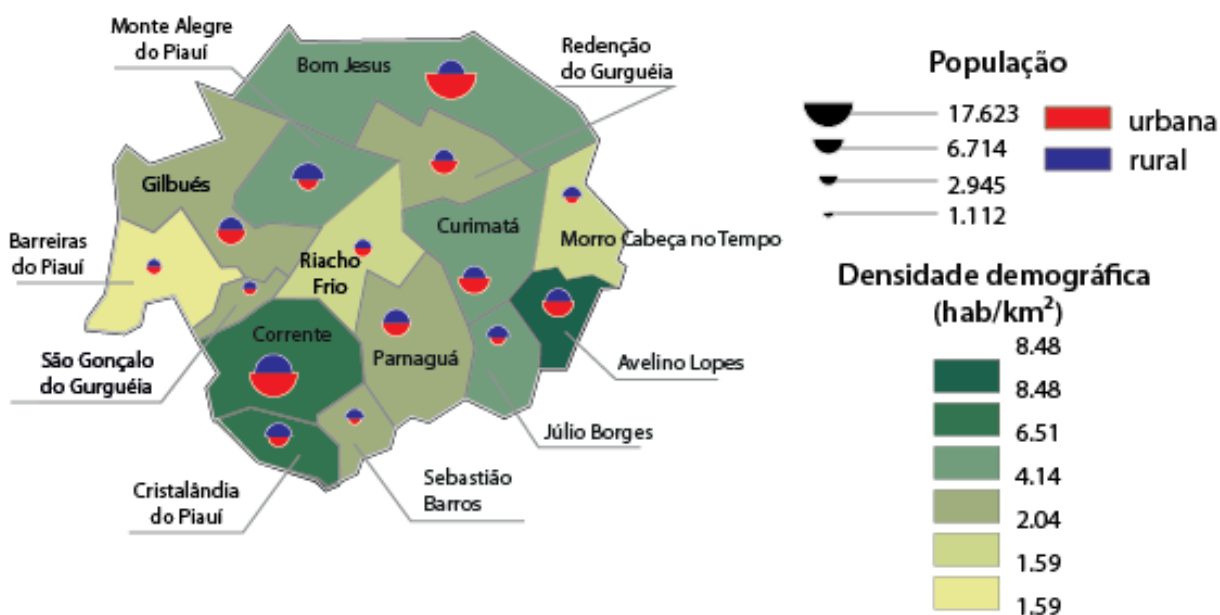 Monte Alegre
do Piauí
Bom Jesus
Redenção
do Gurguéia
Gilbués
Curimatá
Barreiras
do Piauí
Riacho
Frio
Morro Cabeça no Tempo
São Gonçalo
do Gurguéia
Corrente
Parnaguá
Avelino Lopes
Júlio Borges
Cristalândia
do Piauí
Sebastião
Barros
População
17.623
6.714
2.945
1.112
urbana
rural
Densidade demográfica
(hab/km²)
8.48
8.48
6.51
4.14
2.04
1.59
1.59